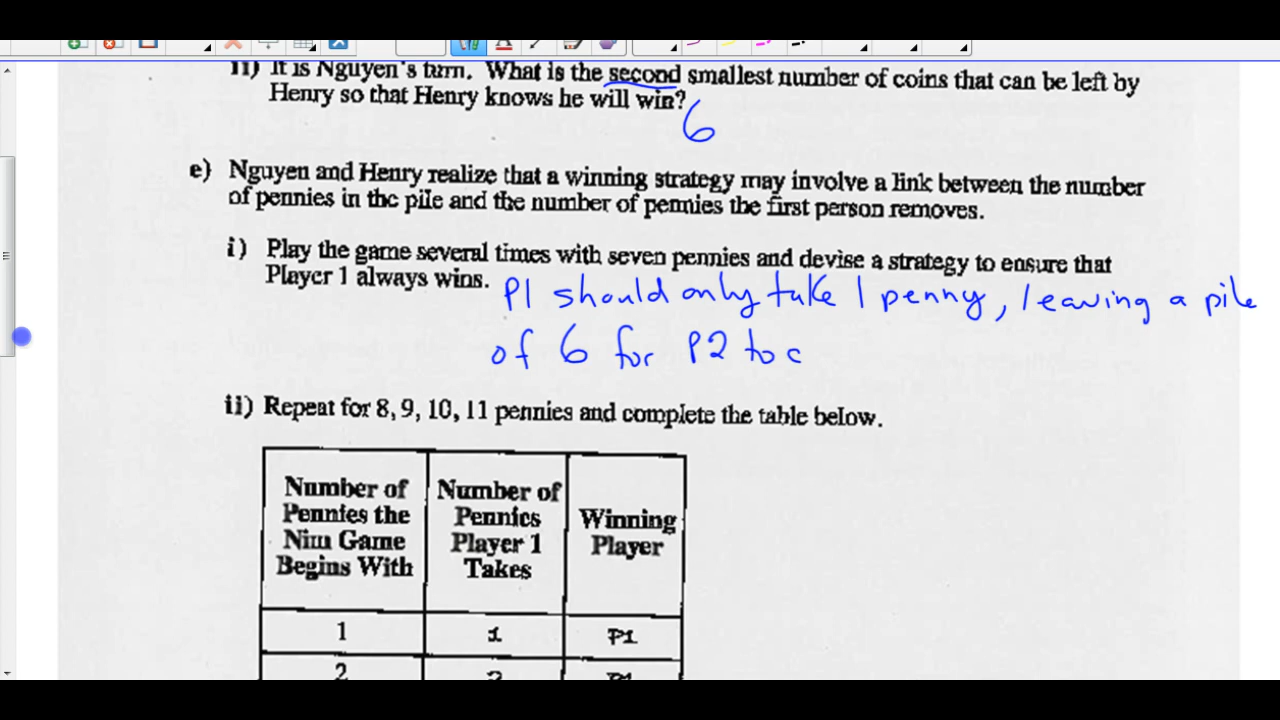 ii) It is Nguyen's turn. What is the second smallest number of coins that can be left by
Henry so that Henry knows he will win?
6
e) Nguyen and Henry realize that a winning strategy may involve a link between the number
of pennies in the pile and the number of pennies the first person removes.
i) Play the game several times with seven pennies and devise a strategy to ensure that
Player 1 always wins.
P1 should only take 1 penny, leaving a pile
of 6 for P2 to c
ii) Repeat for 8, 9, 10, 11 pennies and complete the table below.
Number of Pennies the Nim Game Begins With
Number of Pennies Player 1 Takes
Winning Player
1 1 P1
2 2 P1